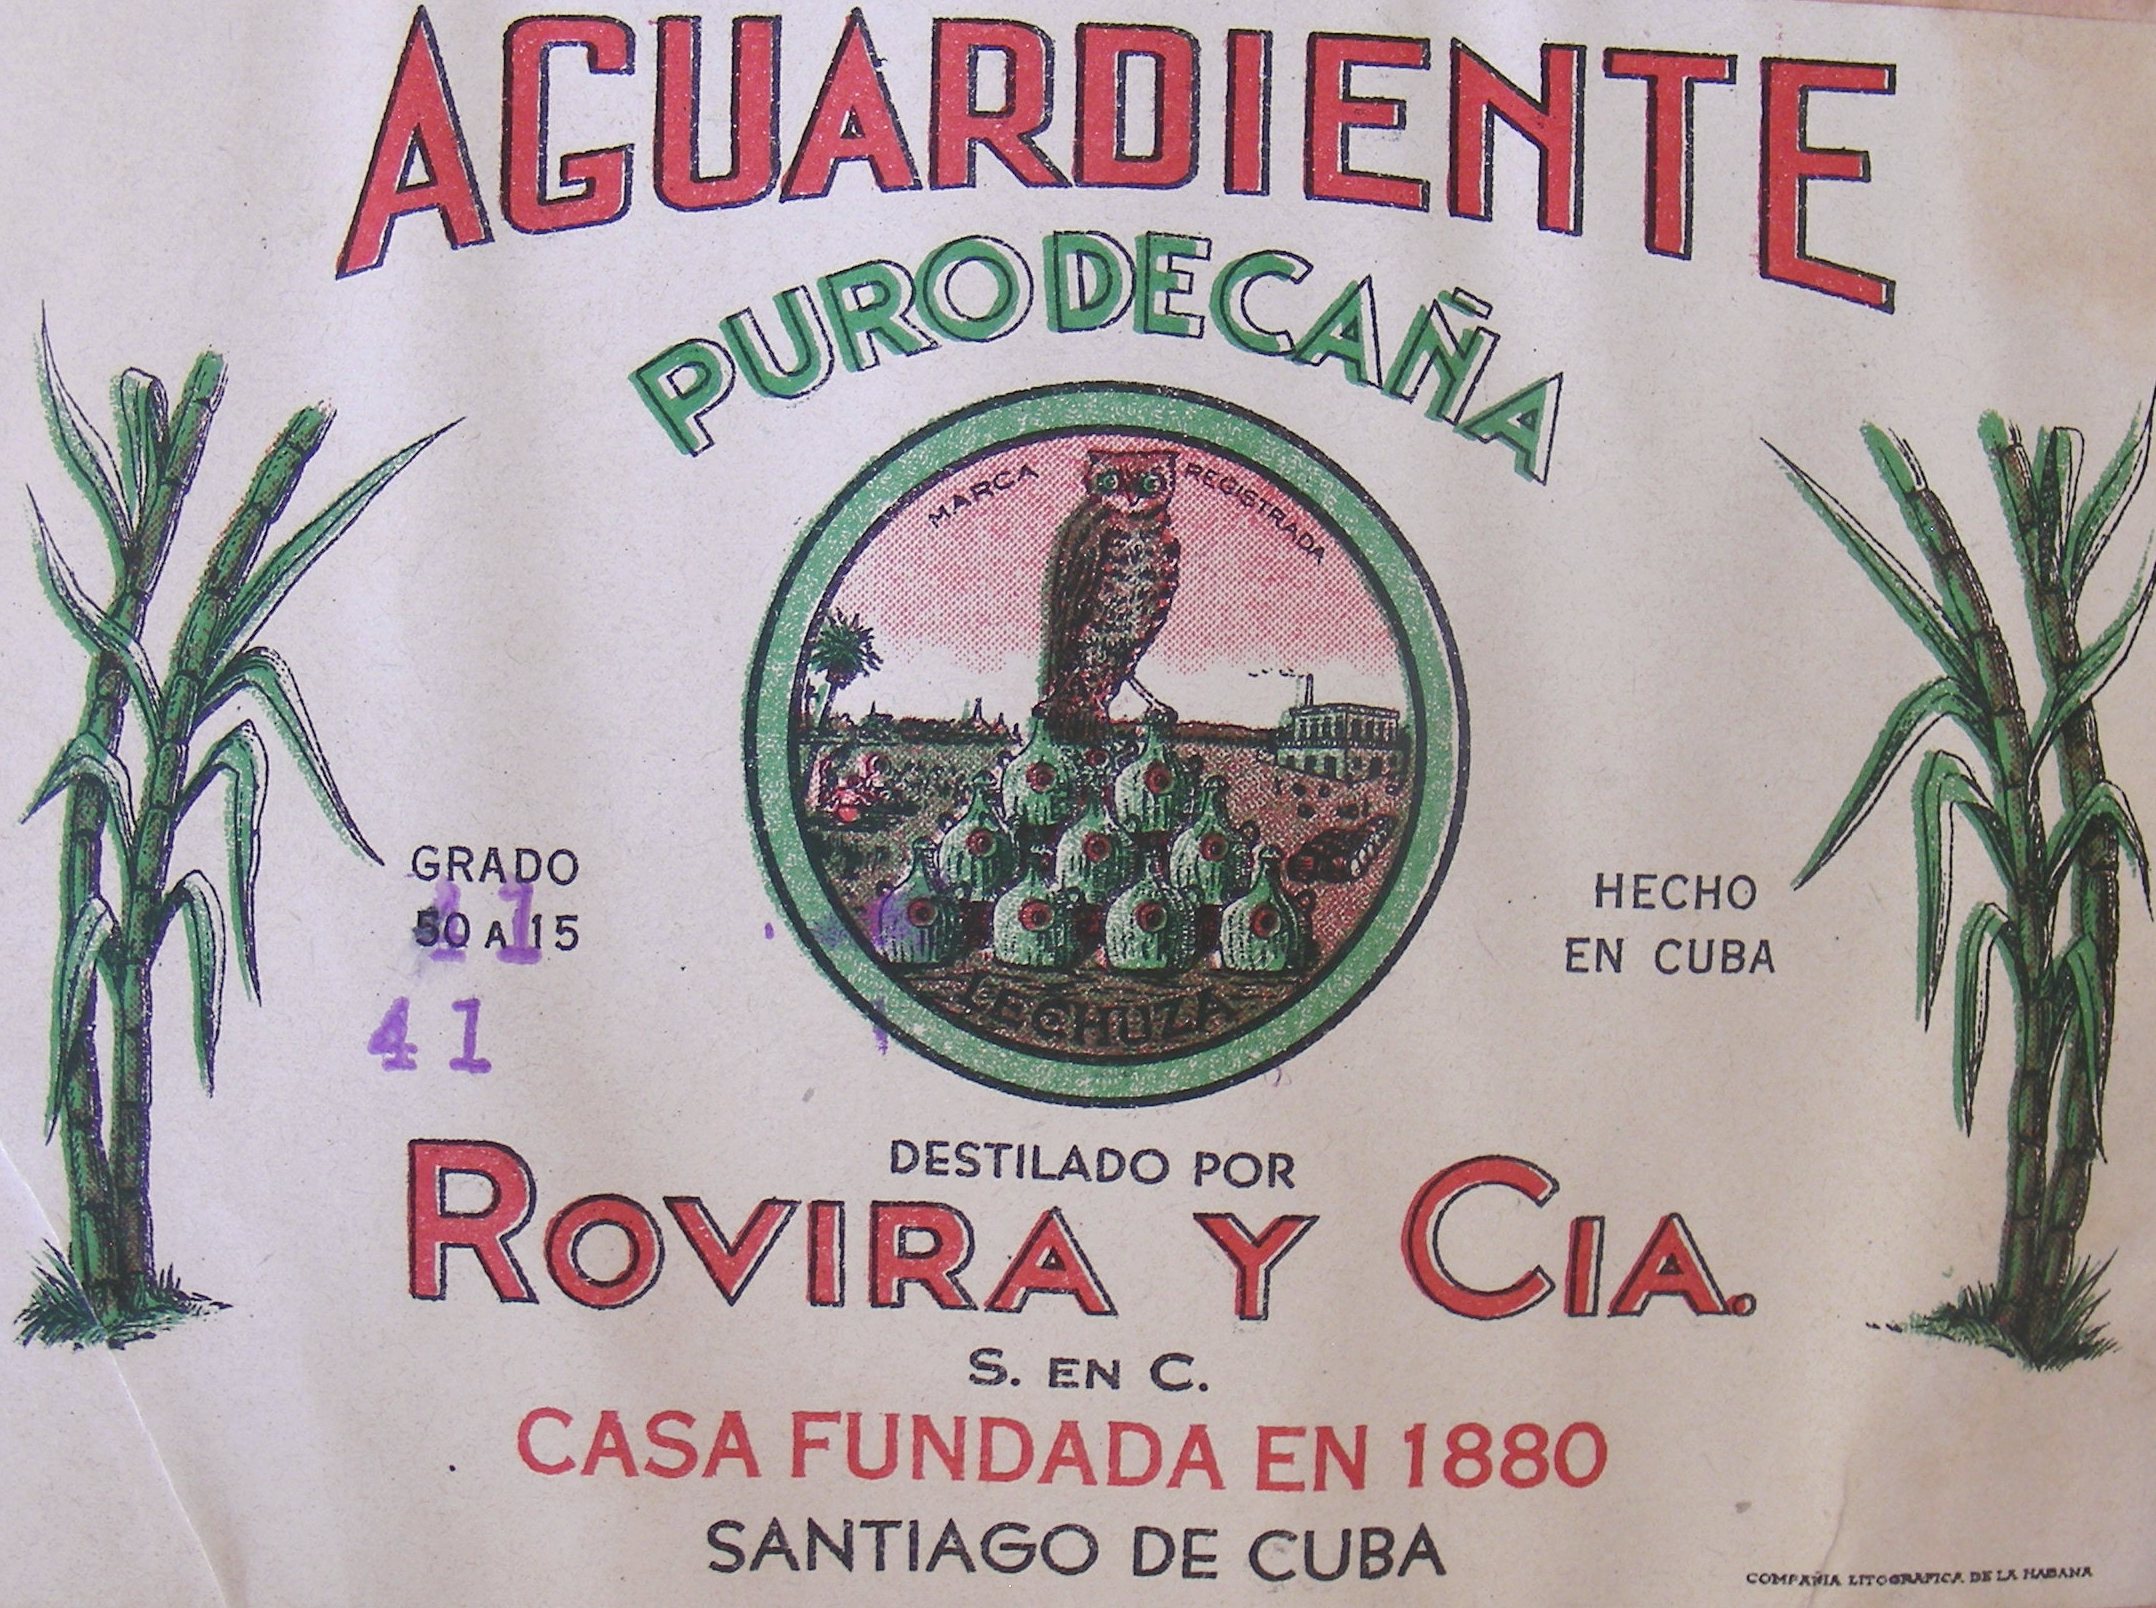 AGUARDIENTE
PURO DE CAÑA
MARCA REGISTRADA
LECHUZA
GRADO
50 A 15
41
41
HECHO
EN CUBA
DESTILADO POR
ROVIRA Y CIA.
S. EN C.
CASA FUNDADA EN 1880
SANTIAGO DE CUBA
COMPAÑIA LITOGRAFICA DE LA HABANA